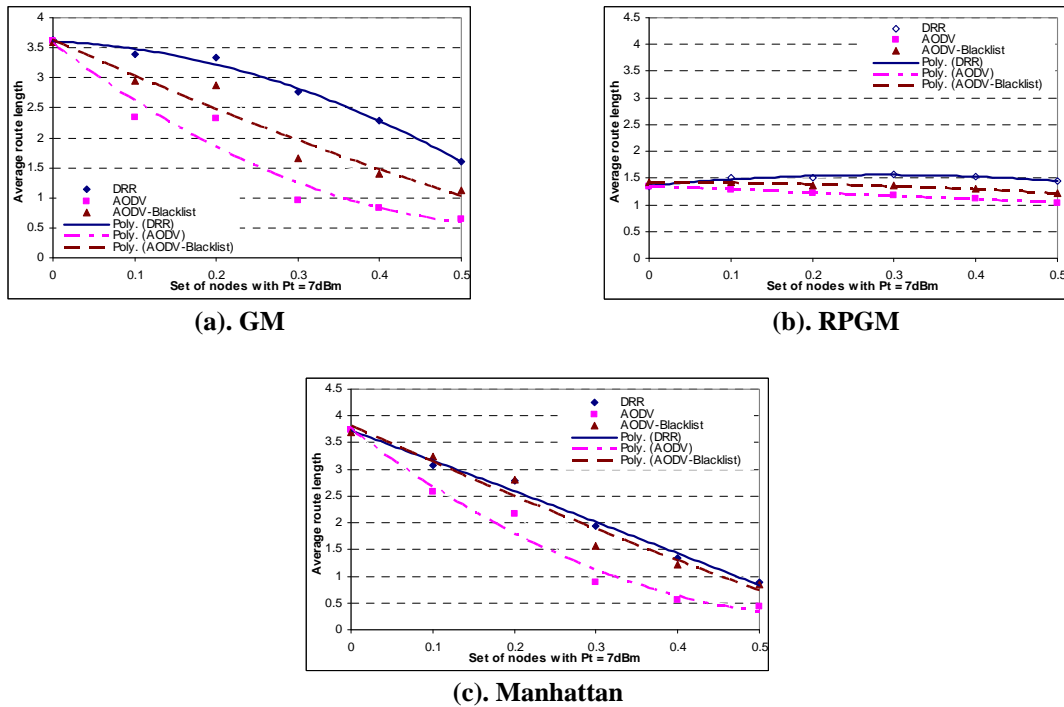 Average route length
4
3.5
3
2.5
2
1.5
1
0.5
0
DRR
AODV
AODV-Blacklist
Poly. (DRR)
Poly. (AODV)
Poly. (AODV-Blacklist)
0 0.1 0.2 0.3 0.4 0.5
Set of nodes with Pt = 7dBm
(a). GM
Average route length
4.5
4
3.5
3
2.5
2
1.5
1
0.5
0
DRR
AODV
AODV-Blacklist
Poly. (DRR)
Poly. (AODV)
Poly. (AODV-Blacklist)
0 0.1 0.2 0.3 0.4 0.5
Set of nodes with Pt = 7dBm
(b). RPGM
Average route length
4.5
4
3.5
3
2.5
2
1.5
1
0.5
0
DRR
AODV
AODV-Blacklist
Poly. (DRR)
Poly. (AODV)
Poly. (AODV-Blacklist)
0 0.1 0.2 0.3 0.4 0.5
Set of nodes with Pt = 7dBm
(c). Manhattan